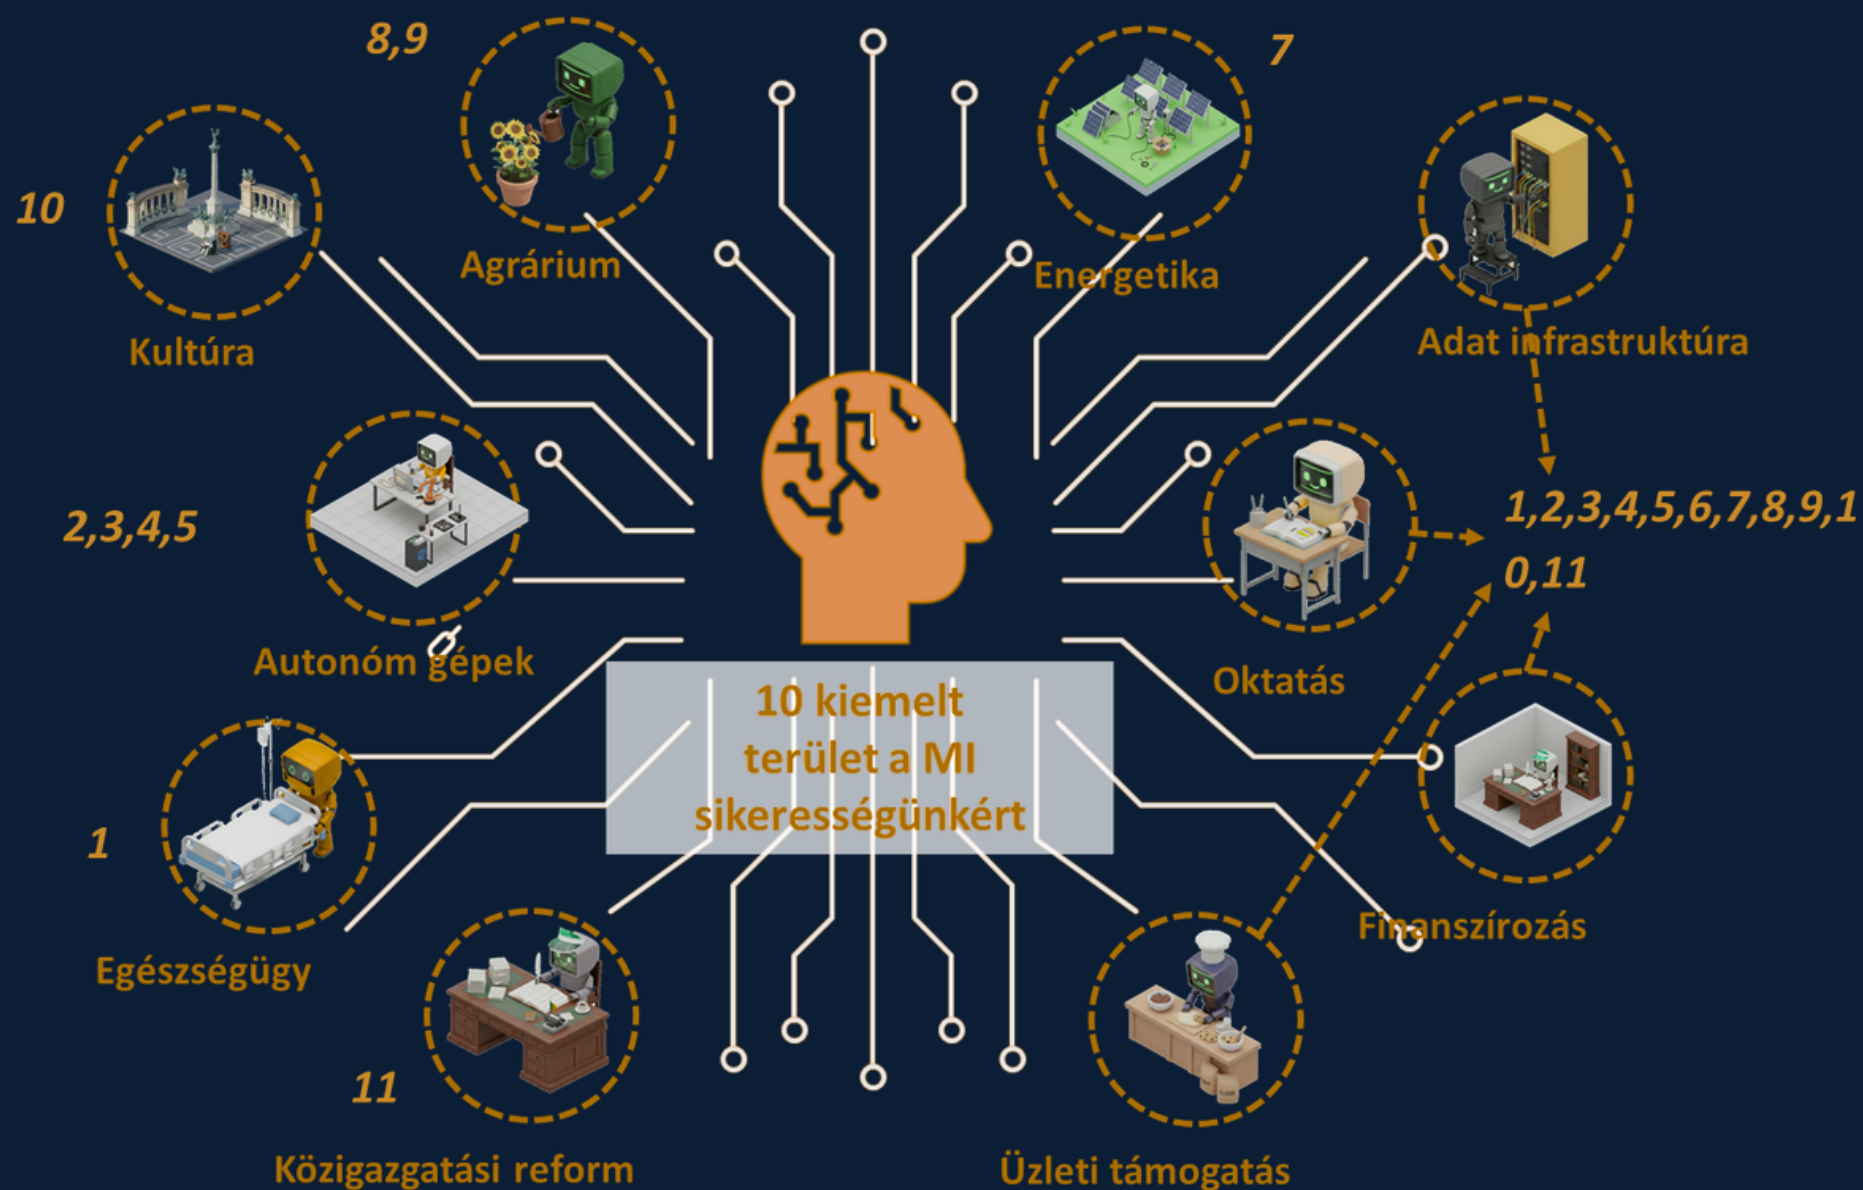 8,9
7
10
Agrárium
Energetika
Kultúra
Adat infrastruktúra
2,3,4,5
1,2,3,4,5,6,7,8,9,1
0,11
Autonóm gépek
Oktatás
10 kiemelt
terület a MI
sikerességünkért
1
Finanszírozás
Egészségügy
11
Közigazgatási reform
Üzleti támogatás